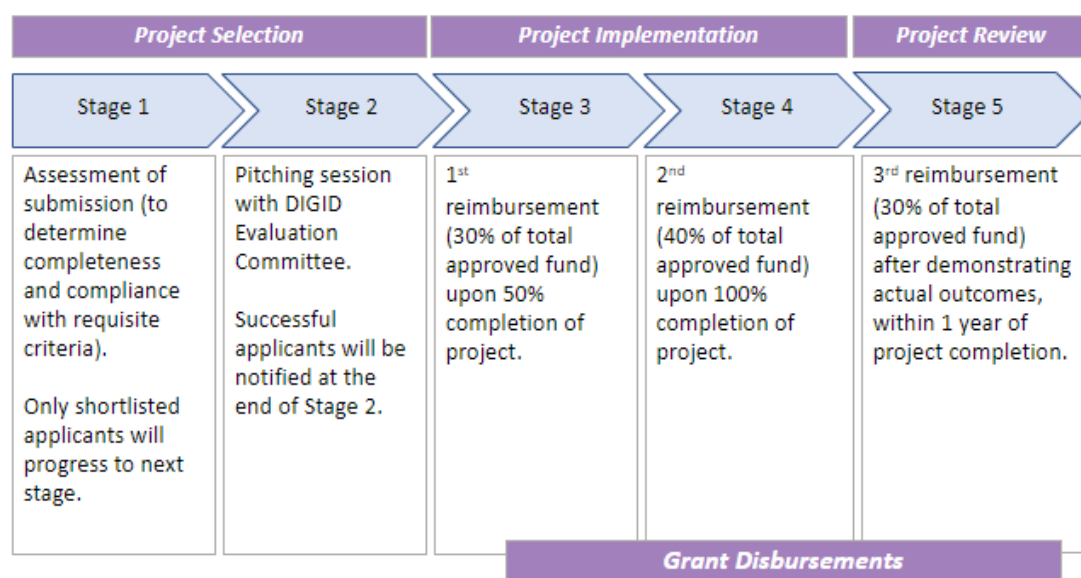 Project Selection
Project Implementation
Project Review
Stage 1
Stage 2
Stage 3
Stage 4
Stage 5
Assessment of
submission (to
determine
completeness
and compliance
with requisite
criteria).
Only shortlisted
applicants will
progress to next
stage.
Pitching session
with DIGID
Evaluation
Committee.
Successful
applicants will be
notified at the
end of Stage 2.
1st
reimbursement
(30% of total
approved fund)
upon 50%
completion of
project.
2nd
reimbursement
(40% of total
approved fund)
upon 100%
completion of
project.
3rd reimbursement
(30% of total
approved fund)
after demonstrating
actual outcomes,
within 1 year of
project completion.
Grant Disbursements